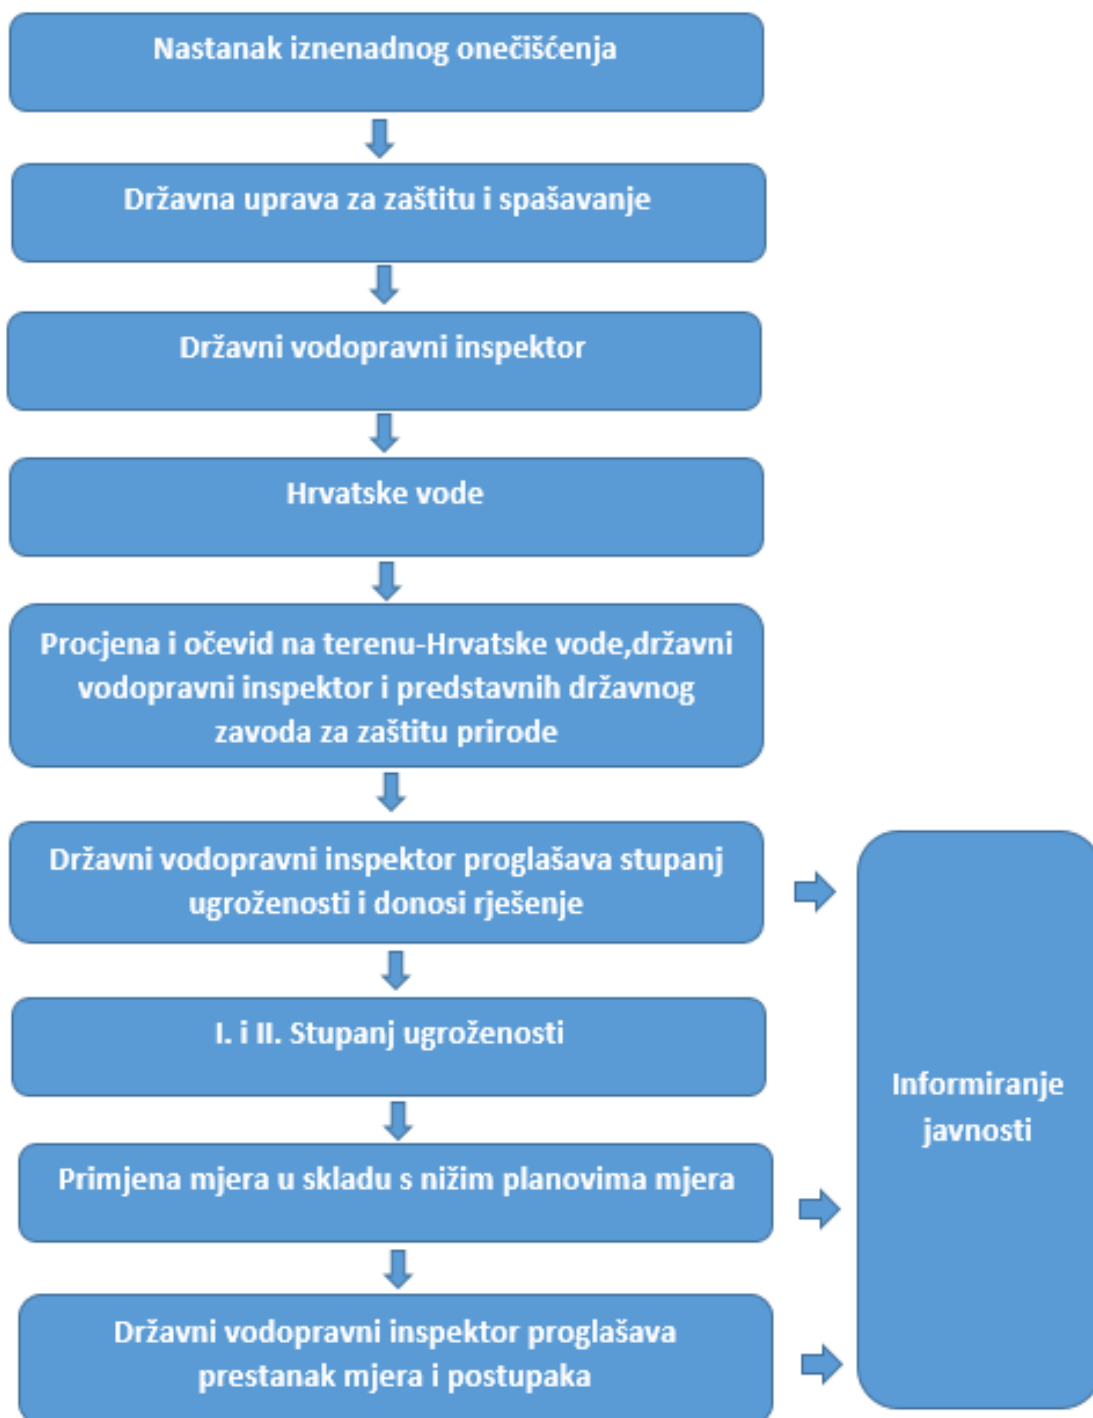 Nastanak iznenadnog onečišćenja
Državna uprava za zaštitu i spašavanje
Državni vodopravni inspektor
Hrvatske vode
Procjena i očevid na terenu-Hrvatske vode,državni
vodopravni inspektor i predstavnih državnog
zavoda za zaštitu prirode
Državni vodopravni inspektor proglašava stupanj
ugroženosti i donosi rješenje
I. i II. Stupanj ugroženosti
Primjena mjera u skladu s nižim planovima mjera
Državni vodopravni inspektor proglašava
prestanak mjera i postupaka
Informiranje
javnosti